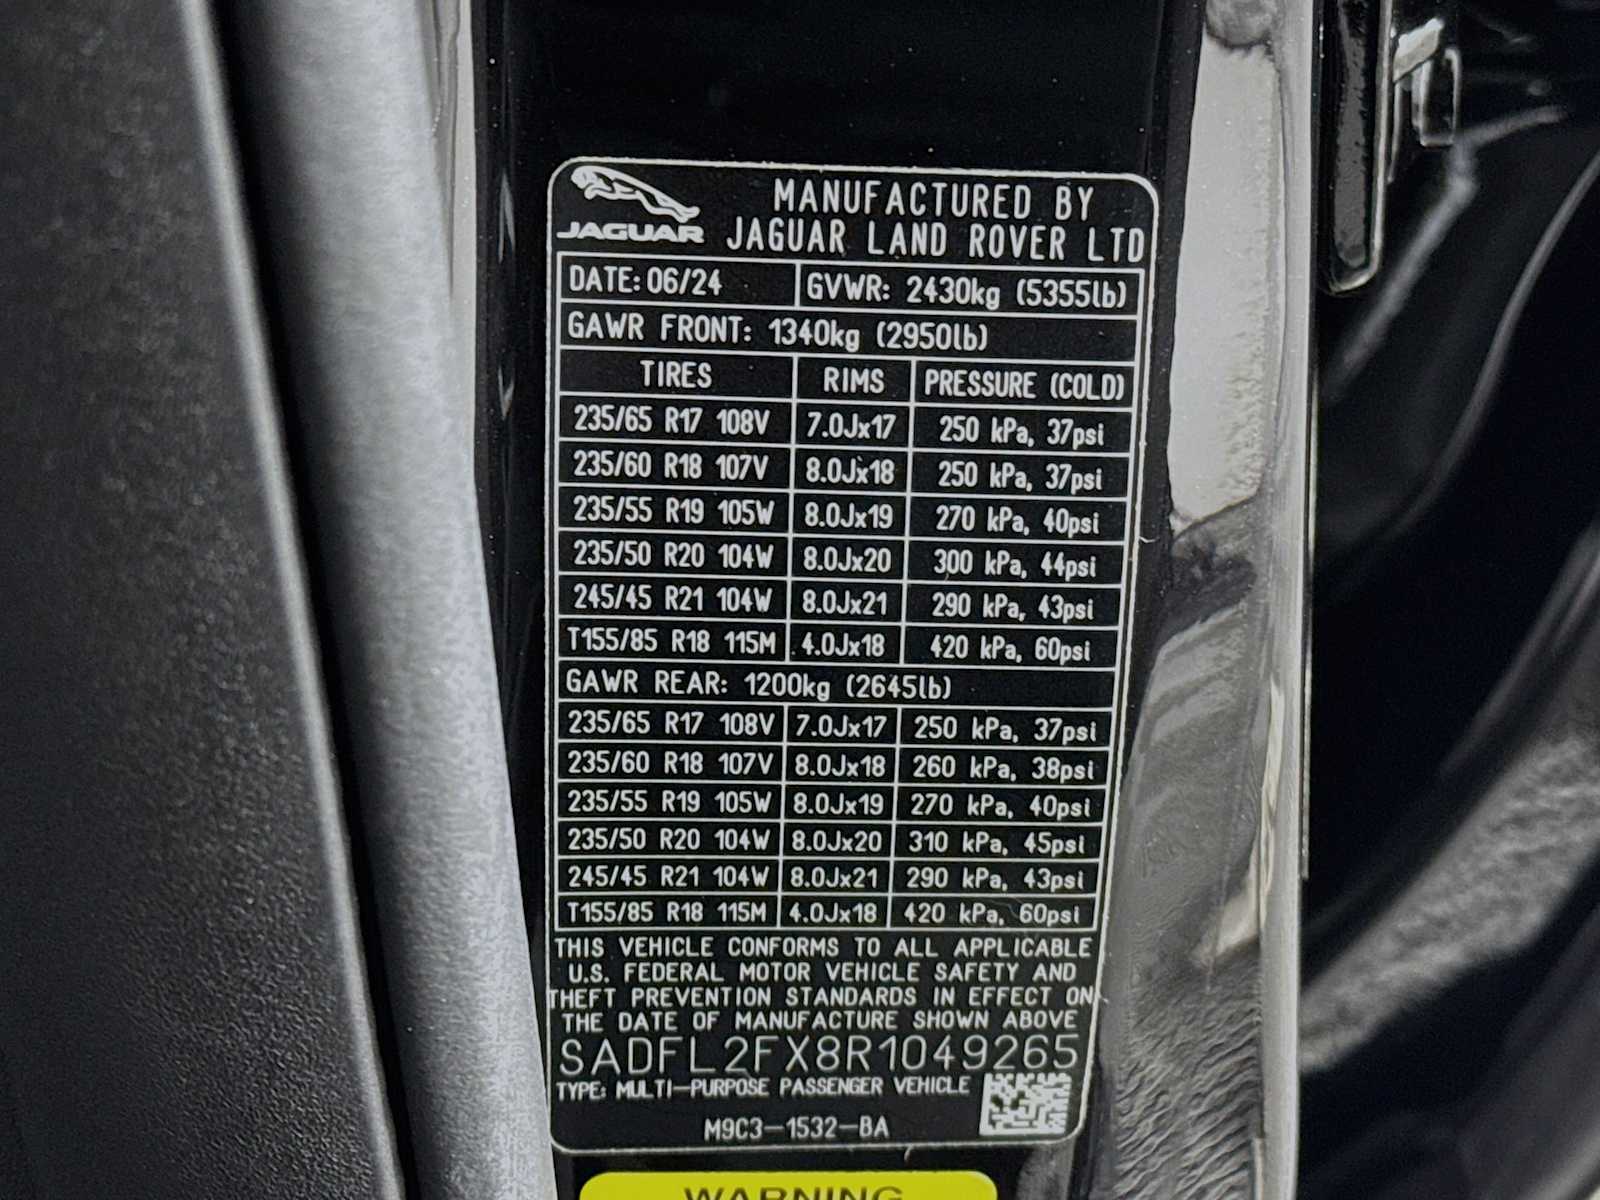 JAGUAR
MANUFACTURED BY
JAGUAR LAND ROVER LTD
DATE: 06/24 GVWR: 2430kg (5355lb)
GAWR FRONT: 1340kg (2950lb)
TIRES RIMS PRESSURE (COLD)
235/65 R17 108V 7.0Jx17 250 kPa, 37psi
235/60 R18 107V 8.0Jx18 250 kPa, 37psi
235/55 R19 105W 8.0Jx19 270 kPa, 40psi
235/50 R20 104W 8.0Jx20 300 kPa, 44psi
245/45 R21 104W 8.0Jx21 290 kPa, 43psi
T155/85 R18 115M 4.0Jx18 420 kPa, 60psi
GAWR REAR: 1200kg (2645lb)
235/65 R17 108V 7.0Jx17 250 kPa, 37psi
235/60 R18 107V 8.0Jx18 260 kPa, 38psi
235/55 R19 105W 8.0Jx19 270 kPa, 40psi
235/50 R20 104W 8.0Jx20 310 kPa, 45psi
245/45 R21 104W 8.0Jx21 290 kPa, 43psi
T155/85 R18 115M 4.0Jx18 420 kPa, 60psi
THIS VEHICLE CONFORMS TO ALL APPLICABLE
U.S. FEDERAL MOTOR VEHICLE SAFETY AND
THEFT PREVENTION STANDARDS IN EFFECT ON
THE DATE OF MANUFACTURE SHOWN ABOVE
SADFL2FX8R1049265
TYPE: MULTI-PURPOSE PASSENGER VEHICLE
M9C3-1532-BA
WARNING